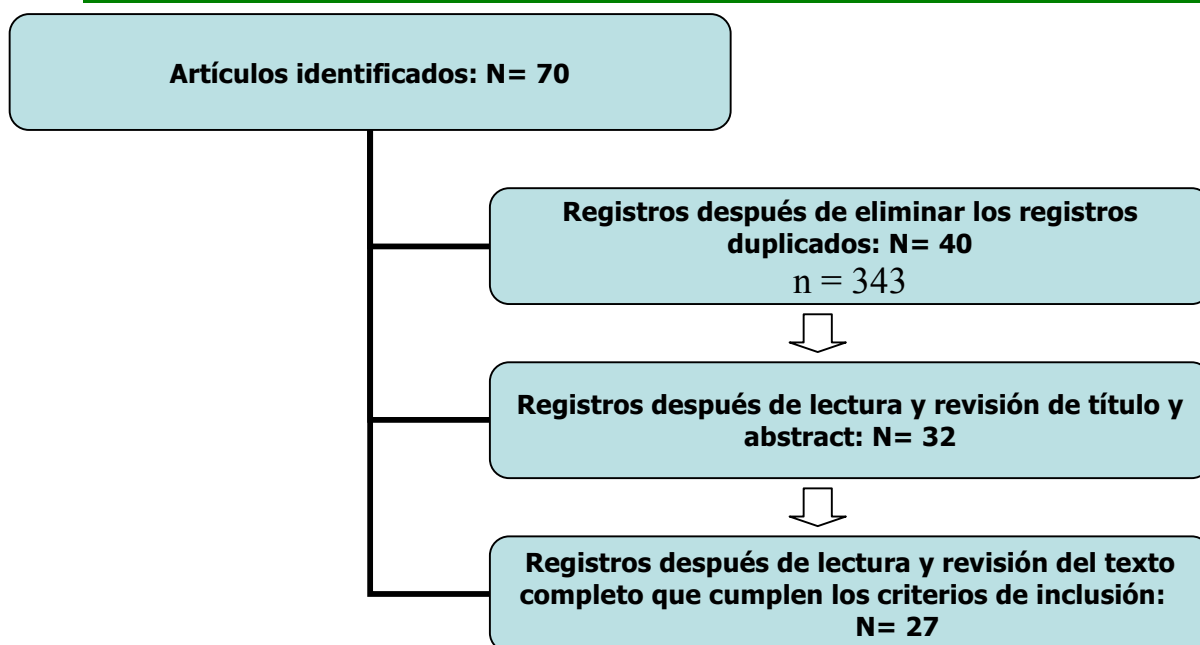 Artículos identificados: N= 70
Registros después de eliminar los registros
duplicados: N= 40
n = 343
Registros después de lectura y revisión de título y
abstract: N= 32
Registros después de lectura y revisión del texto
completo que cumplen los criterios de inclusión:
N= 27